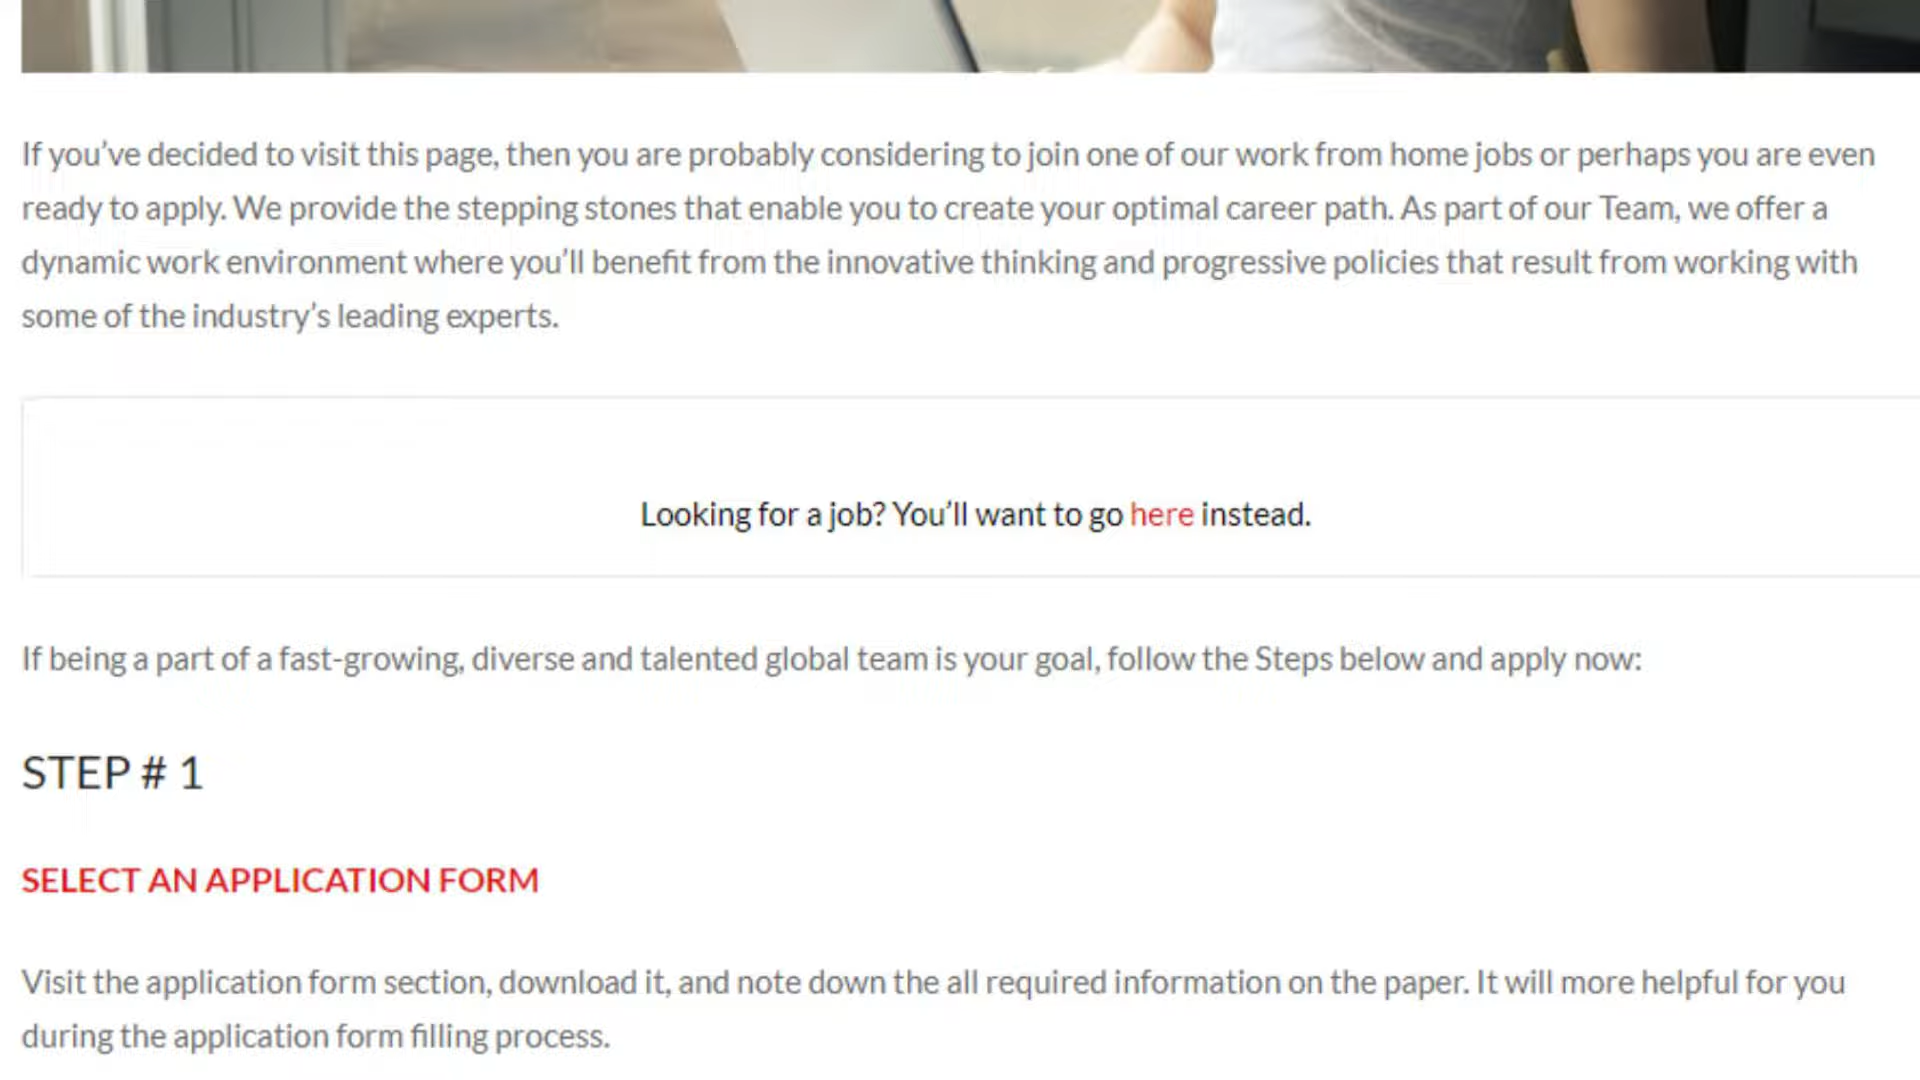 If you’ve decided to visit this page, then you are probably considering to join one of our work from home jobs or perhaps you are even
ready to apply. We provide the stepping stones that enable you to create your optimal career path. As part of our Team, we offer a
dynamic work environment where you’ll benefit from the innovative thinking and progressive policies that result from working with
some of the industry’s leading experts.
Looking for a job? You’ll want to go here instead.
If being a part of a fast-growing, diverse and talented global team is your goal, follow the Steps below and apply now:
STEP # 1
SELECT AN APPLICATION FORM
Visit the application form section, download it, and note down the all required information on the paper. It will more helpful for you
during the application form filling process.